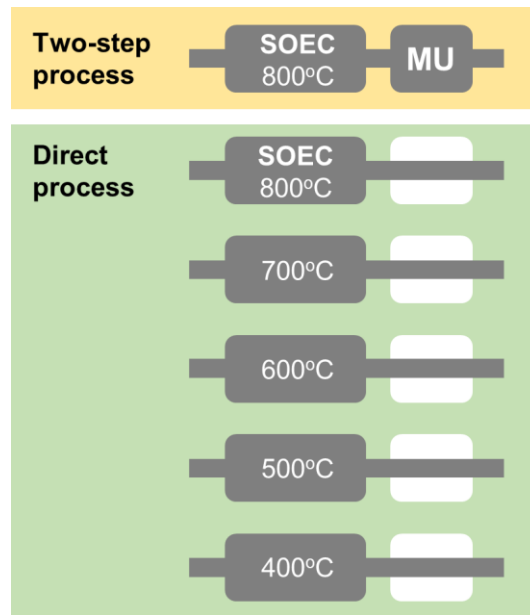 Two-step
process
SOEC
800°C
MU
Direct
process
SOEC
800°C
700°C
600°C
500°C
400°C